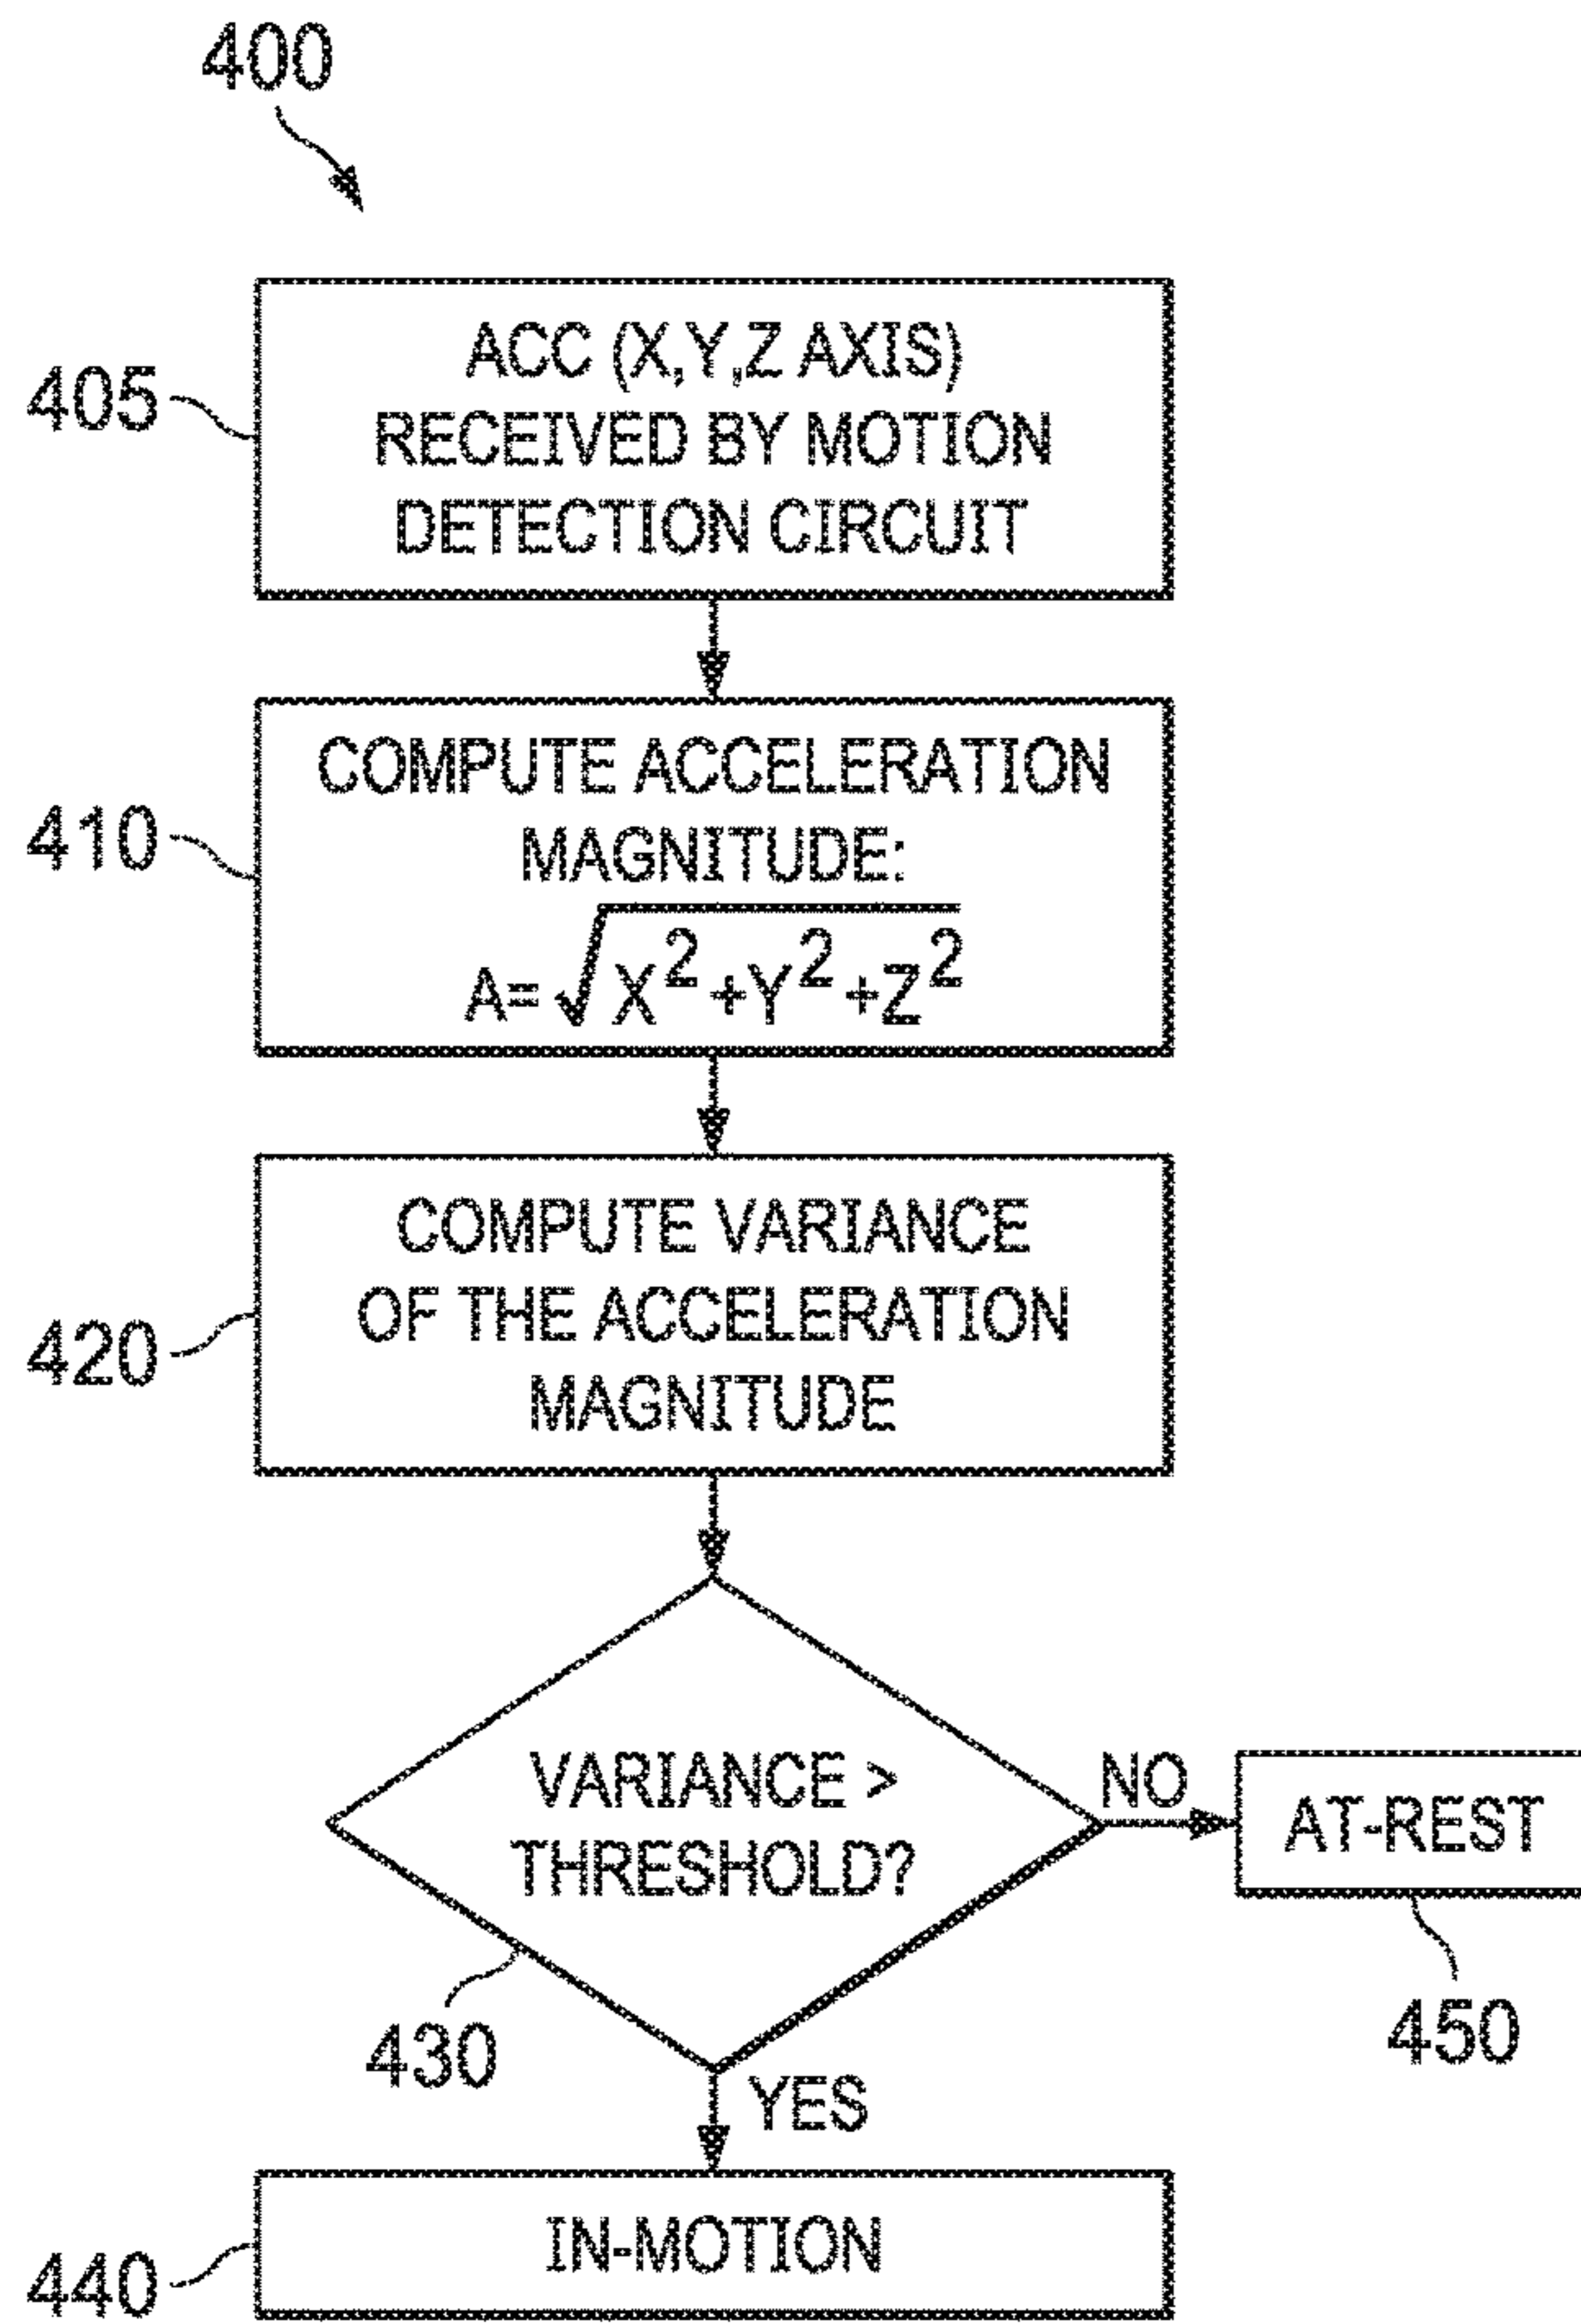 400
405
ACC (X,Y,Z AXIS)
RECEIVED BY MOTION
DETECTION CIRCUIT
410
COMPUTE ACCELERATION
MAGNITUDE:
A=√X²+Y²+Z²
420
COMPUTE VARIANCE
OF THE ACCELERATION
MAGNITUDE
VARIANCE >
THRESHOLD?
NO
AT-REST
430
450
YES
440
IN-MOTION